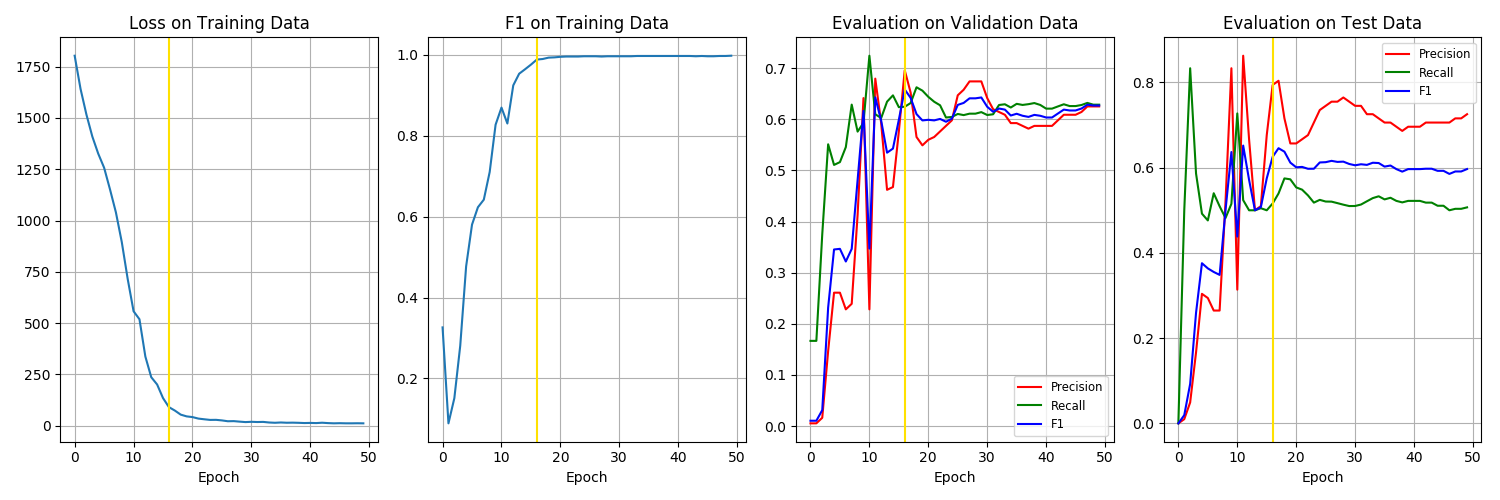 Loss on Training Data
1750
1500
1250
1000
750
500
250
0
0 10 20 30 40 50
Epoch
F1 on Training Data
1.0
0.8
0.6
0.4
0.2
0 10 20 30 40 50
Epoch
Evaluation on Validation Data
0.7
0.6
0.5
0.4
0.3
0.2
0.1
0.0
Precision
Recall
F1
0 10 20 30 40 50
Epoch
Evaluation on Test Data
Precision
Recall
F1
0.8
0.6
0.4
0.2
0.0
0 10 20 30 40 50
Epoch